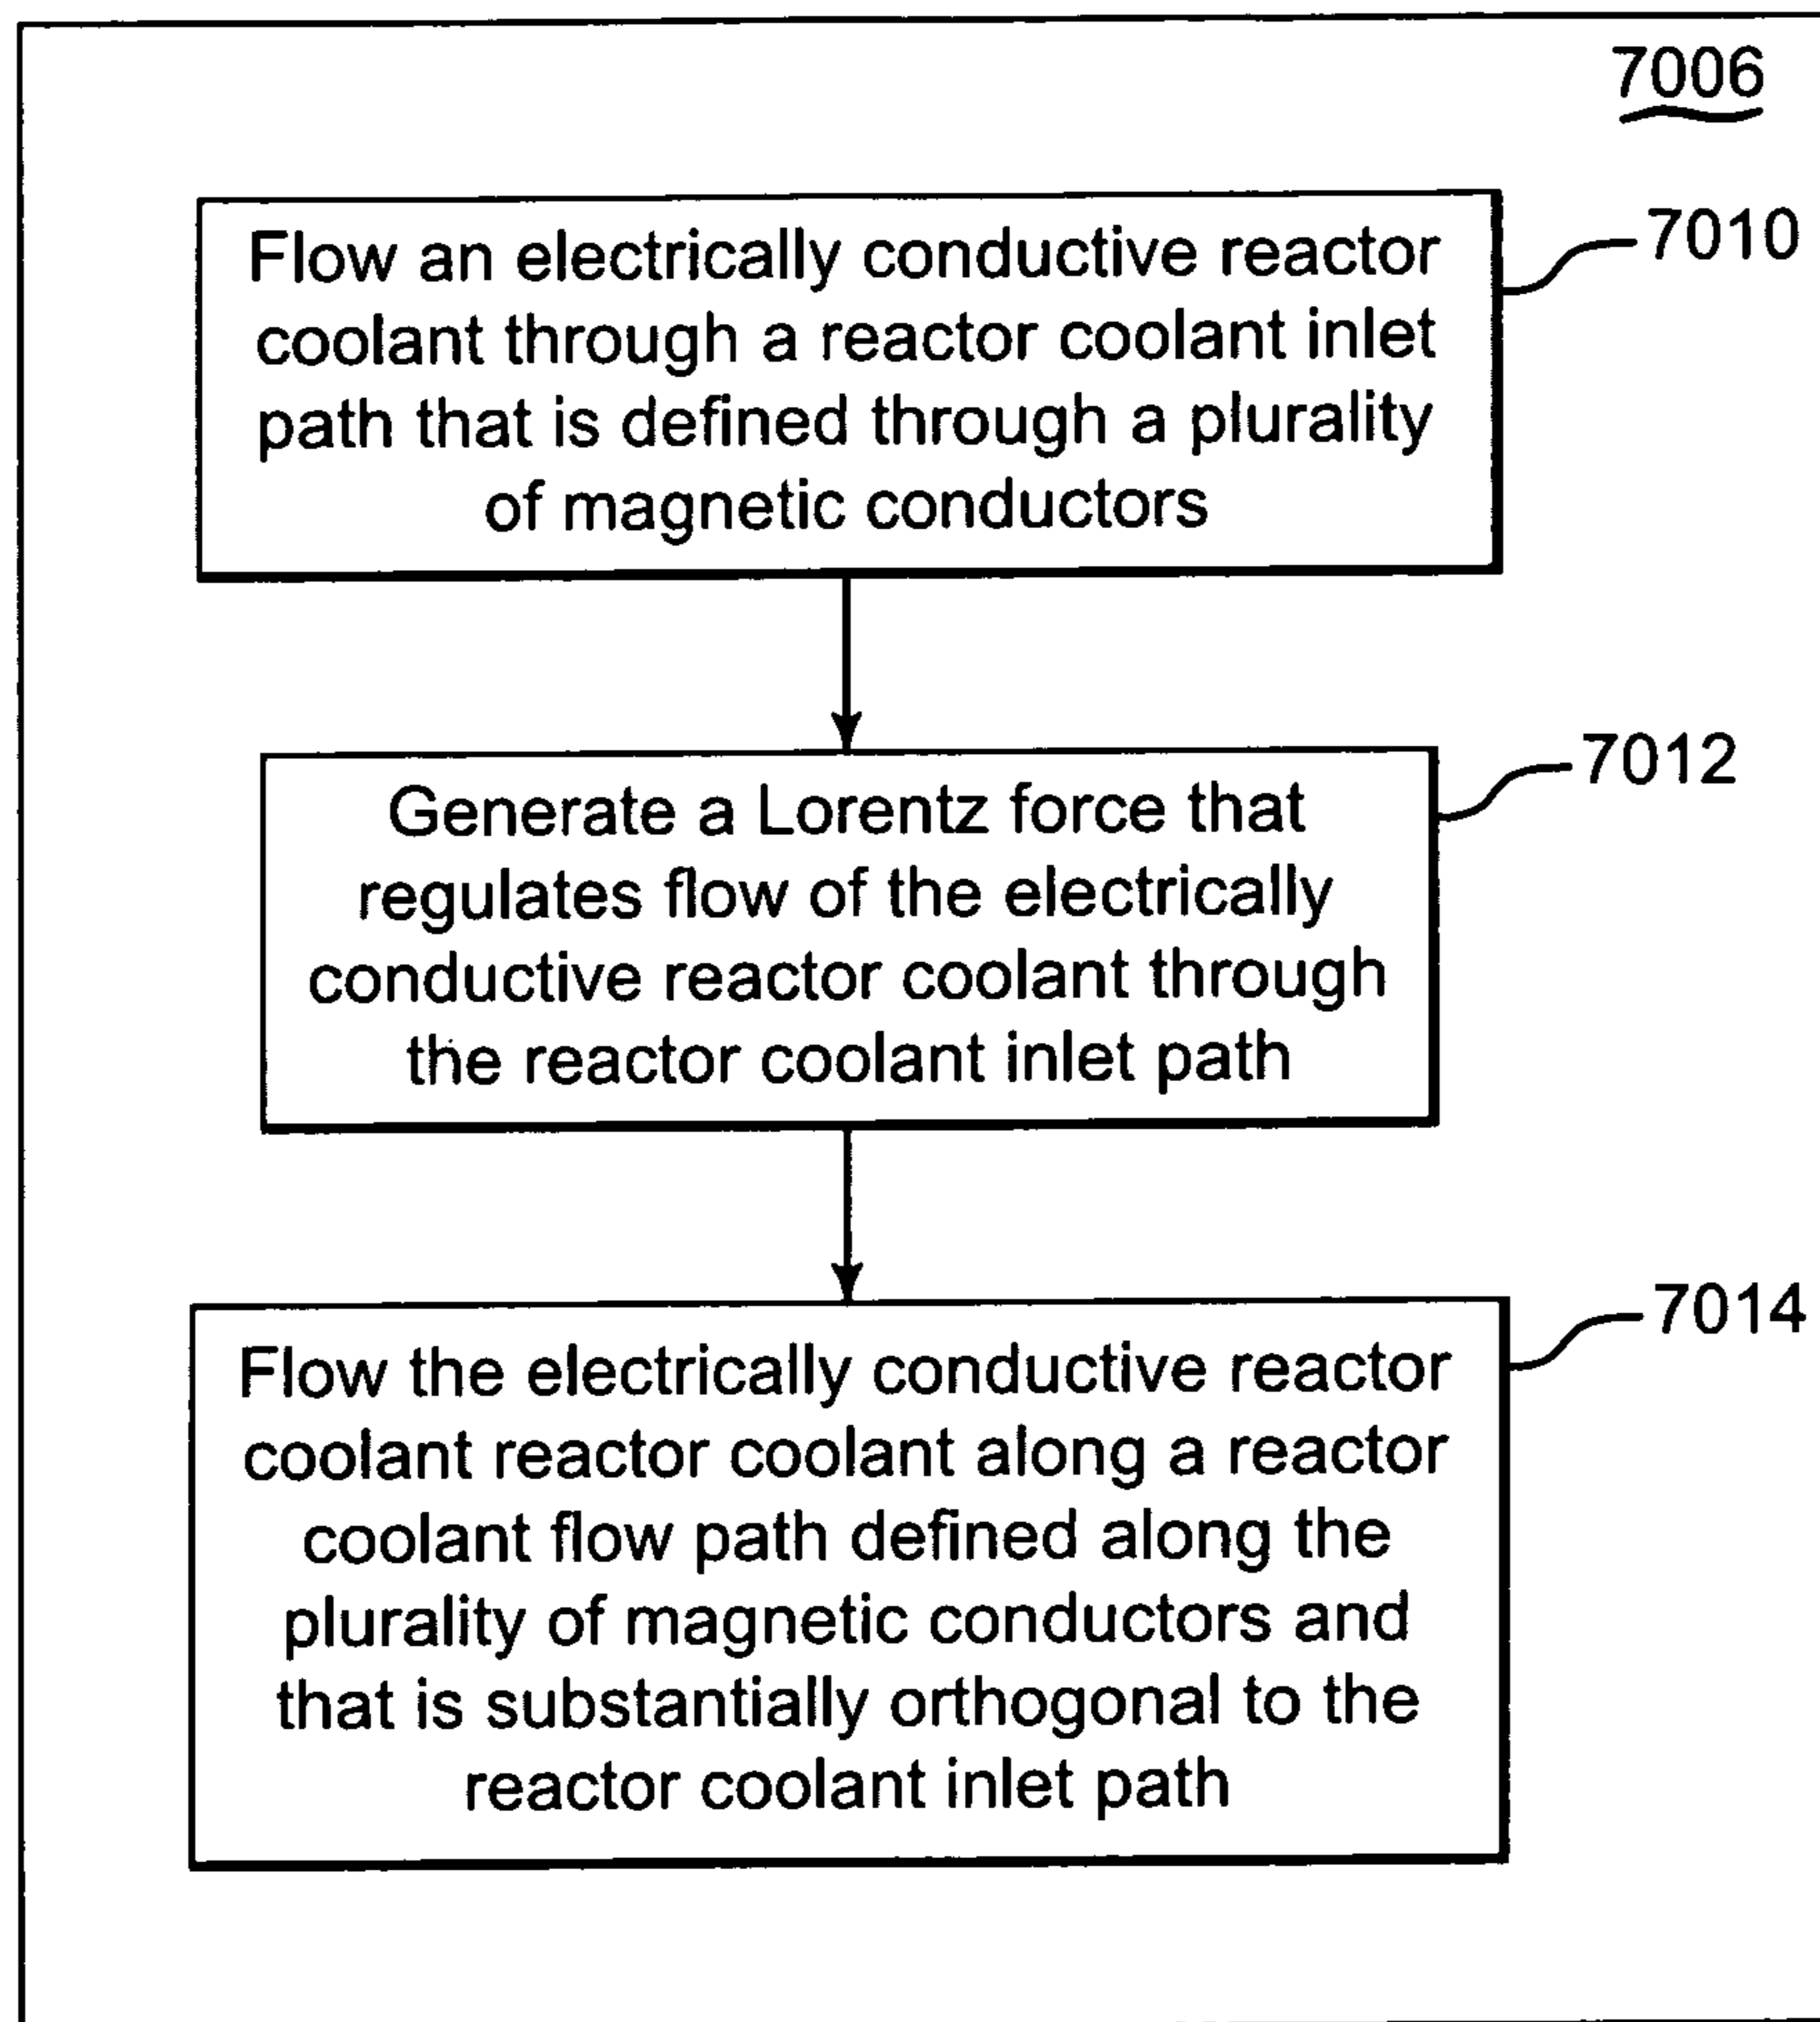 7006
Flow an electrically conductive reactor
coolant through a reactor coolant inlet
path that is defined through a plurality
of magnetic conductors
7010
Generate a Lorentz force that
regulates flow of the electrically
conductive reactor coolant through
the reactor coolant inlet path
7012
Flow the electrically conductive reactor
coolant reactor coolant along a reactor
coolant flow path defined along the
plurality of magnetic conductors and
that is substantially orthogonal to the
reactor coolant inlet path
7014